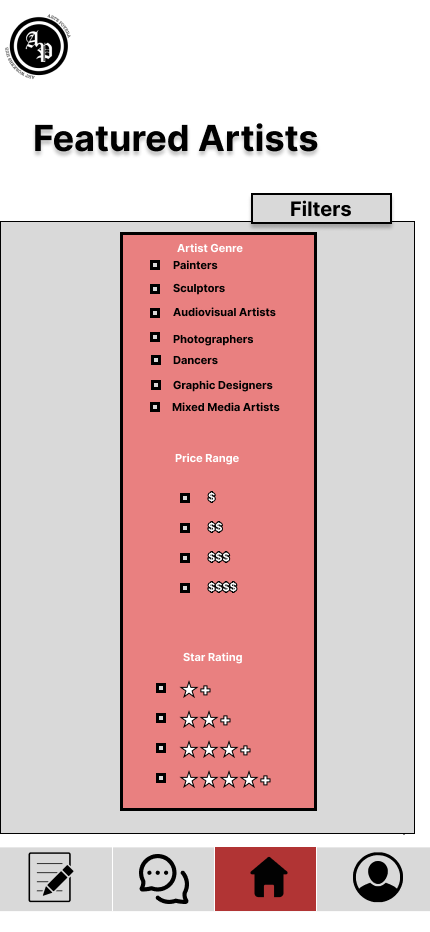 AP
Featured Artists
Filters
Artist Genre
Painters
Sculptors
Audiovisual Artists
Photographers
Dancers
Graphic Designers
Mixed Media Artists
Price Range
$
$$
$$$
$$$$
Star Rating
+
+
+
+